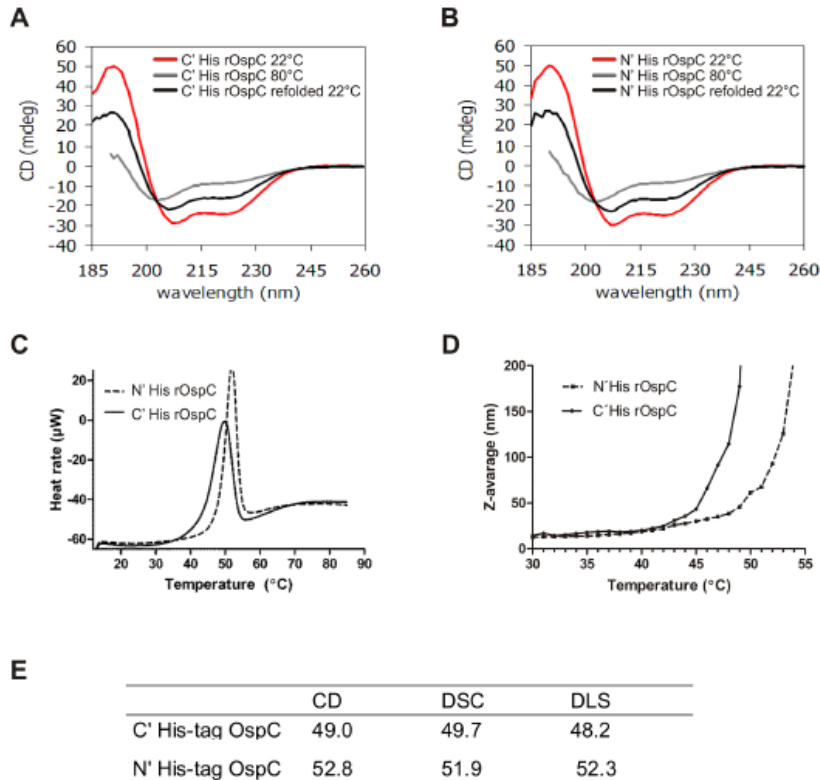 A
60
50
40
30
20
10
0
-10
-20
-30
-40
CD (mdeg)
C' His rOspC 22°C
C' His rOspC 80°C
C' His rOspC refolded 22°C
185 200 215 230 245 260
wavelength (nm)
B
60
50
40
30
20
10
0
-10
-20
-30
-40
CD (mdeg)
N' His rOspC 22°C
N' His rOspC 80°C
N' His rOspC refolded 22°C
185 200 215 230 245 260
wavelength (nm)
C
20
0
-20
-40
-60
Heat rate (µW)
N' His rOspC
C' His rOspC
20 30 40 50 60 70 80 90
Temperature (°C)
D
200
150
100
50
0
Z-avarage (nm)
N´His rOspC
C´His rOspC
30 35 40 45 50 55
Temperature (°C)
E
CD DSC DLS
C' His-tag OspC 49.0 49.7 48.2
N' His-tag OspC 52.8 51.9 52.3